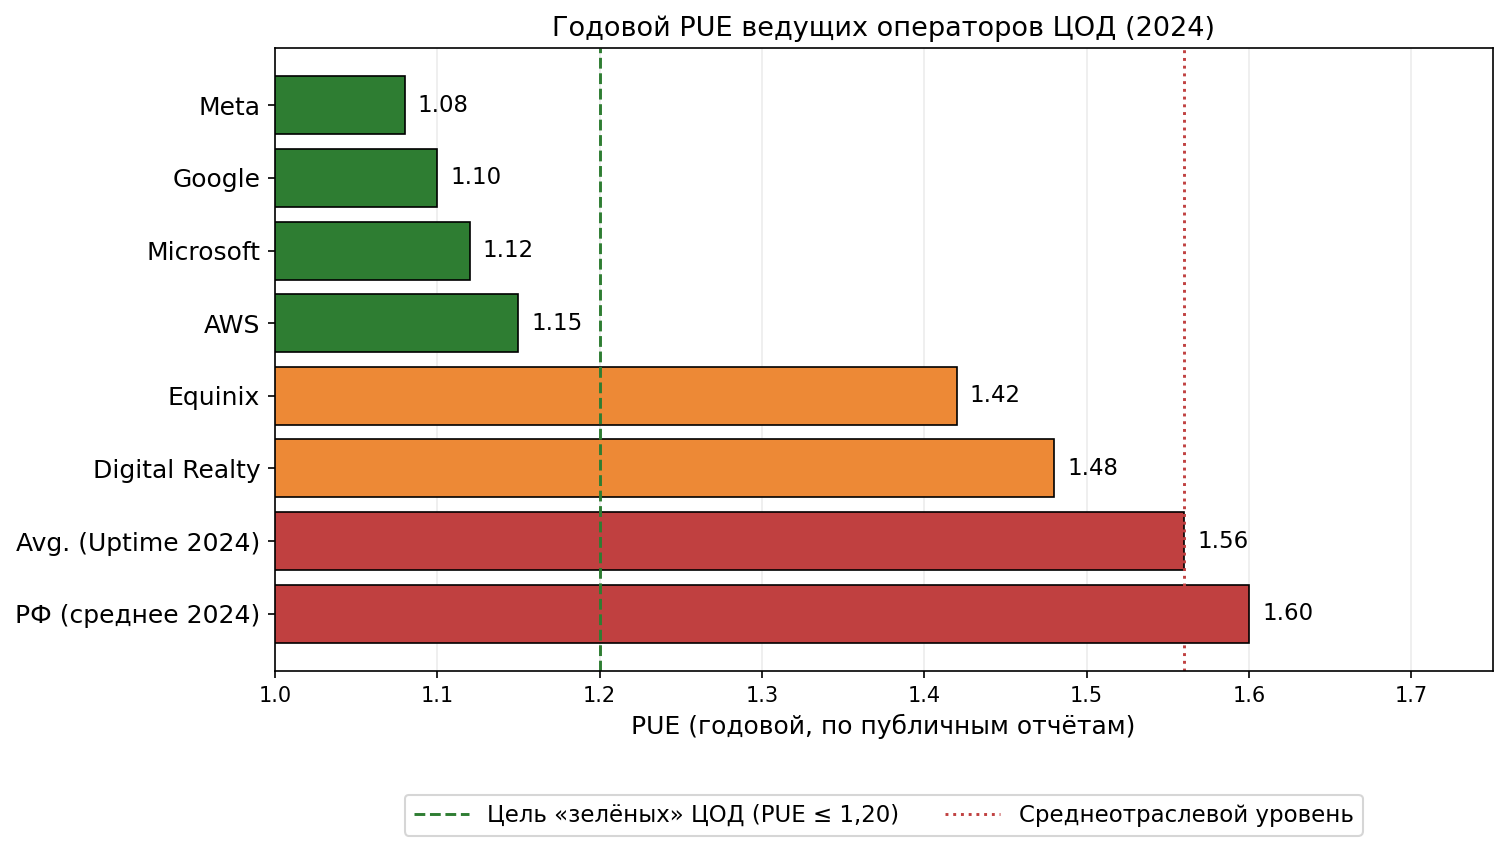 Годовой PUE ведущих операторов ЦОД (2024)
Meta
1.08
Google
1.10
Microsoft
1.12
AWS
1.15
Equinix
1.42
Digital Realty
1.48
Avg. (Uptime 2024)
1.56
РФ (среднее 2024)
1.60
1.0 1.1 1.2 1.3 1.4 1.5 1.6 1.7
PUE (годовой, по публичным отчётам)
Цель «зелёных» ЦОД (PUE ≤ 1,20)
Среднеотраслевой уровень